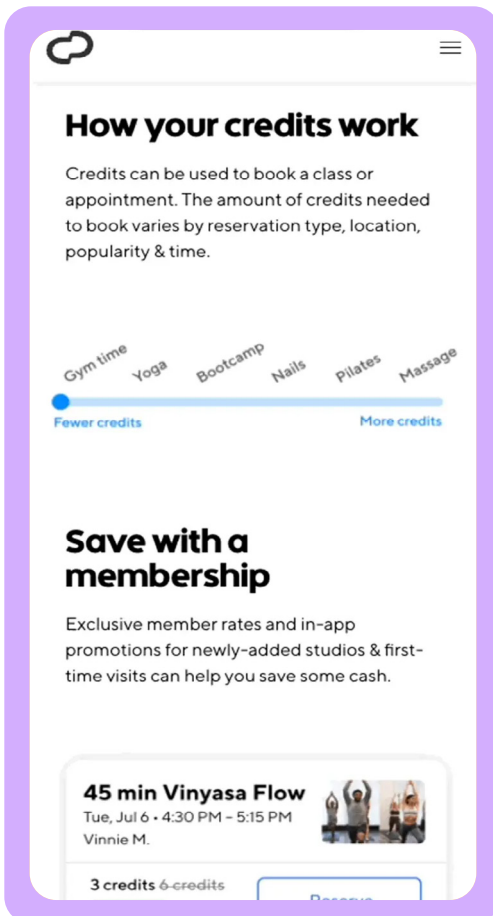 How your credits work
Credits can be used to book a class or
appointment. The amount of credits needed
to book varies by reservation type, location,
popularity & time.
Gym time
Yoga
Bootcamp
Nails
Pilates
Massage
Fewer credits
More credits
Save with a
membership
Exclusive member rates and in-app
promotions for newly-added studios & first-
time visits can help you save some cash.
45 min Vinyasa Flow
Tue, Jul 6 • 4:30 PM – 5:15 PM
Vinnie M.
3 credits 6 credits
Reserve